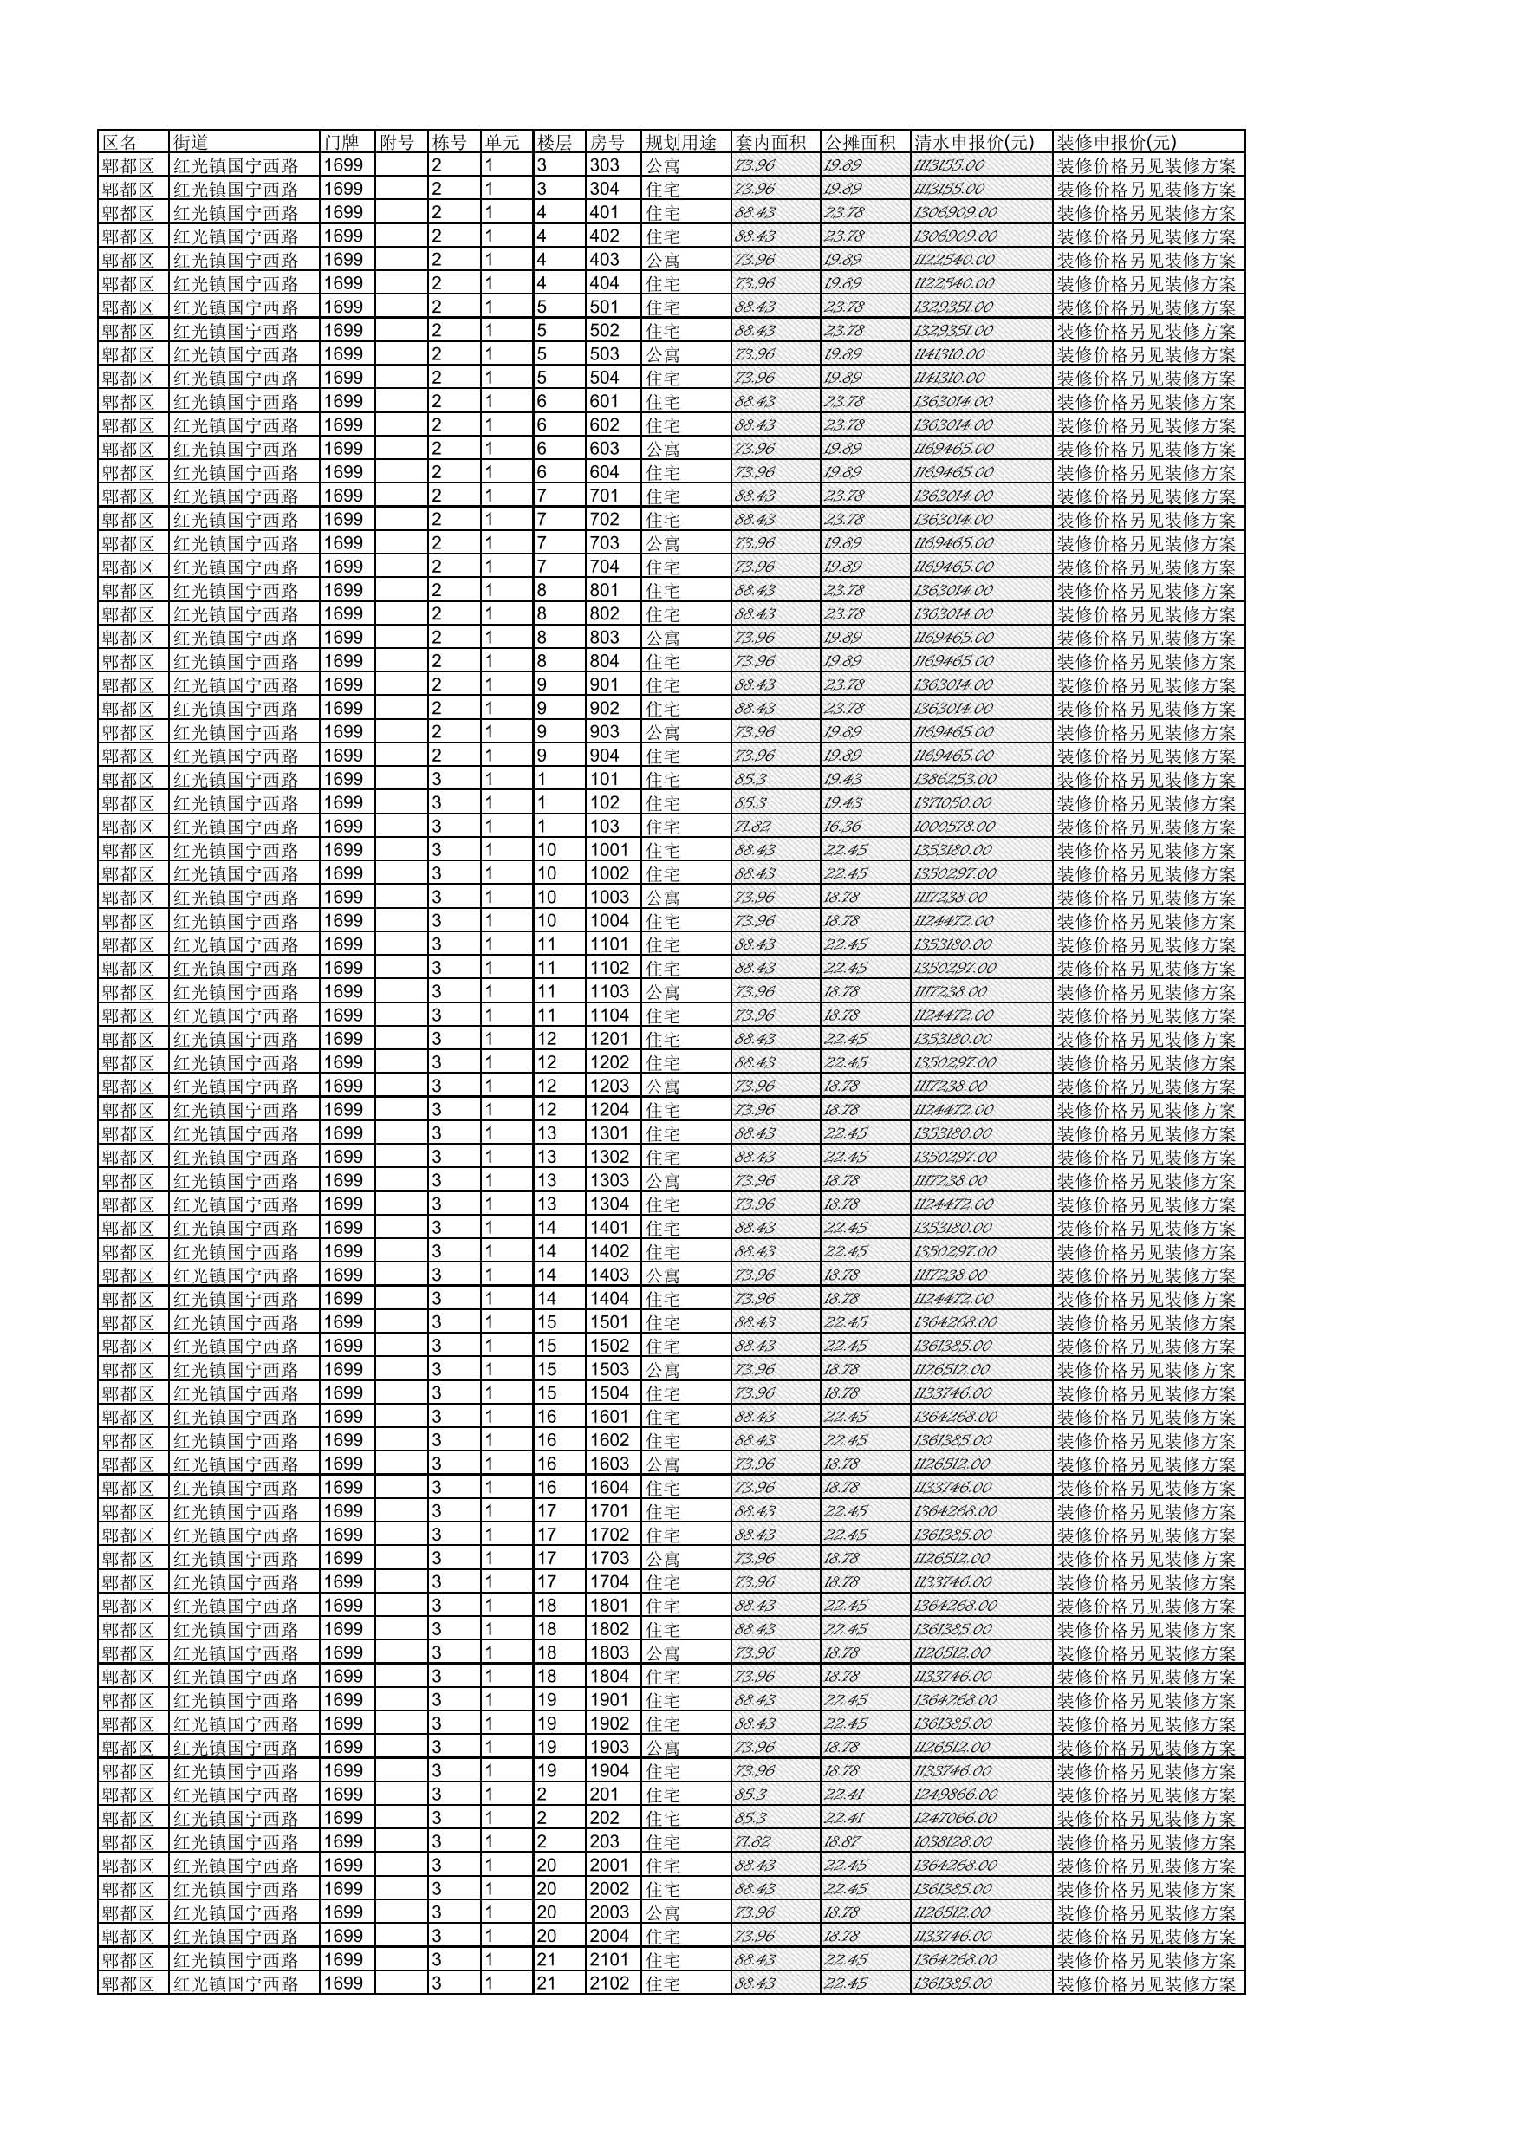 区名 街道 门牌 附号 栋号 单元 楼层 房号 规划用途 套内面积 公摊面积 清水申报价(元) 装修申报价(元)
郫都区 红光镇国宁西路 1699 2 1 3 303 公寓 73.96 19.89 1113155.00 装修价格另见装修方案
郫都区 红光镇国宁西路 1699 2 1 3 304 住宅 73.96 19.89 1113155.00 装修价格另见装修方案
郫都区 红光镇国宁西路 1699 2 1 4 401 住宅 88.43 23.78 1306909.00 装修价格另见装修方案
郫都区 红光镇国宁西路 1699 2 1 4 402 住宅 88.43 23.78 1306909.00 装修价格另见装修方案
郫都区 红光镇国宁西路 1699 2 1 4 403 公寓 73.96 19.89 1122540.00 装修价格另见装修方案
郫都区 红光镇国宁西路 1699 2 1 4 404 住宅 73.96 19.89 1122540.00 装修价格另见装修方案
郫都区 红光镇国宁西路 1699 2 1 5 501 住宅 88.43 23.78 1329351.00 装修价格另见装修方案
郫都区 红光镇国宁西路 1699 2 1 5 502 住宅 88.43 23.78 1329351.00 装修价格另见装修方案
郫都区 红光镇国宁西路 1699 2 1 5 503 公寓 73.96 19.89 1141310.00 装修价格另见装修方案
郫都区 红光镇国宁西路 1699 2 1 5 504 住宅 73.96 19.89 1141310.00 装修价格另见装修方案
郫都区 红光镇国宁西路 1699 2 1 6 601 住宅 88.43 23.78 1363014.00 装修价格另见装修方案
郫都区 红光镇国宁西路 1699 2 1 6 602 住宅 88.43 23.78 1363014.00 装修价格另见装修方案
郫都区 红光镇国宁西路 1699 2 1 6 603 公寓 73.96 19.89 1169465.00 装修价格另见装修方案
郫都区 红光镇国宁西路 1699 2 1 6 604 住宅 73.96 19.89 1169465.00 装修价格另见装修方案
郫都区 红光镇国宁西路 1699 2 1 7 701 住宅 88.43 23.78 1363014.00 装修价格另见装修方案
郫都区 红光镇国宁西路 1699 2 1 7 702 住宅 88.43 23.78 1363014.00 装修价格另见装修方案
郫都区 红光镇国宁西路 1699 2 1 7 703 公寓 73.96 19.89 1169465.00 装修价格另见装修方案
郫都区 红光镇国宁西路 1699 2 1 7 704 住宅 73.96 19.89 1169465.00 装修价格另见装修方案
郫都区 红光镇国宁西路 1699 2 1 8 801 住宅 88.43 23.78 1363014.00 装修价格另见装修方案
郫都区 红光镇国宁西路 1699 2 1 8 802 住宅 88.43 23.78 1363014.00 装修价格另见装修方案
郫都区 红光镇国宁西路 1699 2 1 8 803 公寓 73.96 19.89 1169465.00 装修价格另见装修方案
郫都区 红光镇国宁西路 1699 2 1 8 804 住宅 73.96 19.89 1169465.00 装修价格另见装修方案
郫都区 红光镇国宁西路 1699 2 1 9 901 住宅 88.43 23.78 1363014.00 装修价格另见装修方案
郫都区 红光镇国宁西路 1699 2 1 9 902 住宅 88.43 23.78 1363014.00 装修价格另见装修方案
郫都区 红光镇国宁西路 1699 2 1 9 903 公寓 73.96 19.89 1169465.00 装修价格另见装修方案
郫都区 红光镇国宁西路 1699 2 1 9 904 住宅 73.96 19.89 1169465.00 装修价格另见装修方案
郫都区 红光镇国宁西路 1699 3 1 1 101 住宅 85.3 19.43 1386253.00 装修价格另见装修方案
郫都区 红光镇国宁西路 1699 3 1 1 102 住宅 85.3 19.43 1371050.00 装修价格另见装修方案
郫都区 红光镇国宁西路 1699 3 1 1 103 住宅 71.82 16.36 1000578.00 装修价格另见装修方案
郫都区 红光镇国宁西路 1699 3 1 10 1001 住宅 88.43 22.45 1353180.00 装修价格另见装修方案
郫都区 红光镇国宁西路 1699 3 1 10 1002 住宅 88.43 22.45 1350297.00 装修价格另见装修方案
郫都区 红光镇国宁西路 1699 3 1 10 1003 公寓 73.96 18.78 1117238.00 装修价格另见装修方案
郫都区 红光镇国宁西路 1699 3 1 10 1004 住宅 73.96 18.78 1124472.00 装修价格另见装修方案
郫都区 红光镇国宁西路 1699 3 1 11 1101 住宅 88.43 22.45 1353180.00 装修价格另见装修方案
郫都区 红光镇国宁西路 1699 3 1 11 1102 住宅 88.43 22.45 1350297.00 装修价格另见装修方案
郫都区 红光镇国宁西路 1699 3 1 11 1103 公寓 73.96 18.78 1117238.00 装修价格另见装修方案
郫都区 红光镇国宁西路 1699 3 1 11 1104 住宅 73.96 18.78 1124472.00 装修价格另见装修方案
郫都区 红光镇国宁西路 1699 3 1 12 1201 住宅 88.43 22.45 1353180.00 装修价格另见装修方案
郫都区 红光镇国宁西路 1699 3 1 12 1202 住宅 88.43 22.45 1350297.00 装修价格另见装修方案
郫都区 红光镇国宁西路 1699 3 1 12 1203 公寓 73.96 18.78 1117238.00 装修价格另见装修方案
郫都区 红光镇国宁西路 1699 3 1 12 1204 住宅 73.96 18.78 1124472.00 装修价格另见装修方案
郫都区 红光镇国宁西路 1699 3 1 13 1301 住宅 88.43 22.45 1353180.00 装修价格另见装修方案
郫都区 红光镇国宁西路 1699 3 1 13 1302 住宅 88.43 22.45 1350297.00 装修价格另见装修方案
郫都区 红光镇国宁西路 1699 3 1 13 1303 公寓 73.96 18.78 1117238.00 装修价格另见装修方案
郫都区 红光镇国宁西路 1699 3 1 13 1304 住宅 73.96 18.78 1124472.00 装修价格另见装修方案
郫都区 红光镇国宁西路 1699 3 1 14 1401 住宅 88.43 22.45 1353180.00 装修价格另见装修方案
郫都区 红光镇国宁西路 1699 3 1 14 1402 住宅 88.43 22.45 1350297.00 装修价格另见装修方案
郫都区 红光镇国宁西路 1699 3 1 14 1403 公寓 73.96 18.78 1117238.00 装修价格另见装修方案
郫都区 红光镇国宁西路 1699 3 1 14 1404 住宅 73.96 18.78 1124472.00 装修价格另见装修方案
郫都区 红光镇国宁西路 1699 3 1 15 1501 住宅 88.43 22.45 1364268.00 装修价格另见装修方案
郫都区 红光镇国宁西路 1699 3 1 15 1502 住宅 88.43 22.45 1361385.00 装修价格另见装修方案
郫都区 红光镇国宁西路 1699 3 1 15 1503 公寓 73.96 18.78 1126512.00 装修价格另见装修方案
郫都区 红光镇国宁西路 1699 3 1 15 1504 住宅 73.96 18.78 1133746.00 装修价格另见装修方案
郫都区 红光镇国宁西路 1699 3 1 16 1601 住宅 88.43 22.45 1364268.00 装修价格另见装修方案
郫都区 红光镇国宁西路 1699 3 1 16 1602 住宅 88.43 22.45 1361385.00 装修价格另见装修方案
郫都区 红光镇国宁西路 1699 3 1 16 1603 公寓 73.96 18.78 1126512.00 装修价格另见装修方案
郫都区 红光镇国宁西路 1699 3 1 16 1604 住宅 73.96 18.78 1133746.00 装修价格另见装修方案
郫都区 红光镇国宁西路 1699 3 1 17 1701 住宅 88.43 22.45 1364268.00 装修价格另见装修方案
郫都区 红光镇国宁西路 1699 3 1 17 1702 住宅 88.43 22.45 1361385.00 装修价格另见装修方案
郫都区 红光镇国宁西路 1699 3 1 17 1703 公寓 73.96 18.78 1126512.00 装修价格另见装修方案
郫都区 红光镇国宁西路 1699 3 1 17 1704 住宅 73.96 18.78 1133746.00 装修价格另见装修方案
郫都区 红光镇国宁西路 1699 3 1 18 1801 住宅 88.43 22.45 1364268.00 装修价格另见装修方案
郫都区 红光镇国宁西路 1699 3 1 18 1802 住宅 88.43 22.45 1361385.00 装修价格另见装修方案
郫都区 红光镇国宁西路 1699 3 1 18 1803 公寓 73.96 18.78 1126512.00 装修价格另见装修方案
郫都区 红光镇国宁西路 1699 3 1 18 1804 住宅 73.96 18.78 1133746.00 装修价格另见装修方案
郫都区 红光镇国宁西路 1699 3 1 19 1901 住宅 88.43 22.45 1364268.00 装修价格另见装修方案
郫都区 红光镇国宁西路 1699 3 1 19 1902 住宅 88.43 22.45 1361385.00 装修价格另见装修方案
郫都区 红光镇国宁西路 1699 3 1 19 1903 公寓 73.96 18.78 1126512.00 装修价格另见装修方案
郫都区 红光镇国宁西路 1699 3 1 19 1904 住宅 73.96 18.78 1133746.00 装修价格另见装修方案
郫都区 红光镇国宁西路 1699 3 1 2 201 住宅 85.3 22.41 1249866.00 装修价格另见装修方案
郫都区 红光镇国宁西路 1699 3 1 2 202 住宅 85.3 22.41 1247066.00 装修价格另见装修方案
郫都区 红光镇国宁西路 1699 3 1 2 203 住宅 71.82 18.87 1038128.00 装修价格另见装修方案
郫都区 红光镇国宁西路 1699 3 1 20 2001 住宅 88.43 22.45 1364268.00 装修价格另见装修方案
郫都区 红光镇国宁西路 1699 3 1 20 2002 住宅 88.43 22.45 1361385.00 装修价格另见装修方案
郫都区 红光镇国宁西路 1699 3 1 20 2003 公寓 73.96 18.78 1126512.00 装修价格另见装修方案
郫都区 红光镇国宁西路 1699 3 1 20 2004 住宅 73.96 18.78 1133746.00 装修价格另见装修方案
郫都区 红光镇国宁西路 1699 3 1 21 2101 住宅 88.43 22.45 1364268.00 装修价格另见装修方案
郫都区 红光镇国宁西路 1699 3 1 21 2102 住宅 88.43 22.45 1361385.00 装修价格另见装修方案